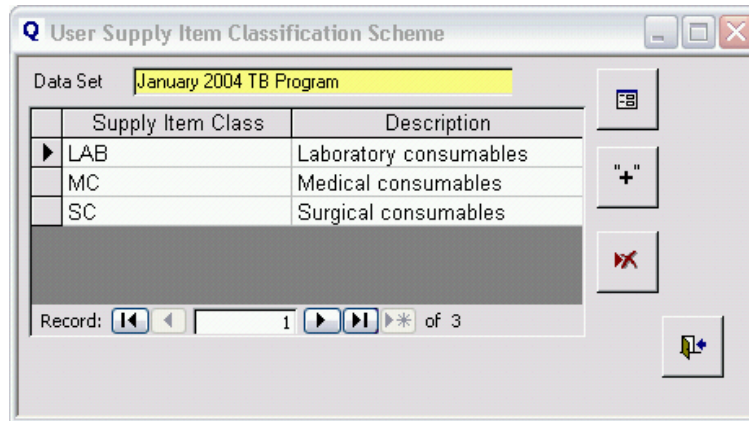 Q User Supply Item Classification Scheme
Data Set January 2004 TB Program
Supply Item Class Description
LAB Laboratory consumables
MC Medical consumables
SC Surgical consumables
"+"
Record: 1 of 3